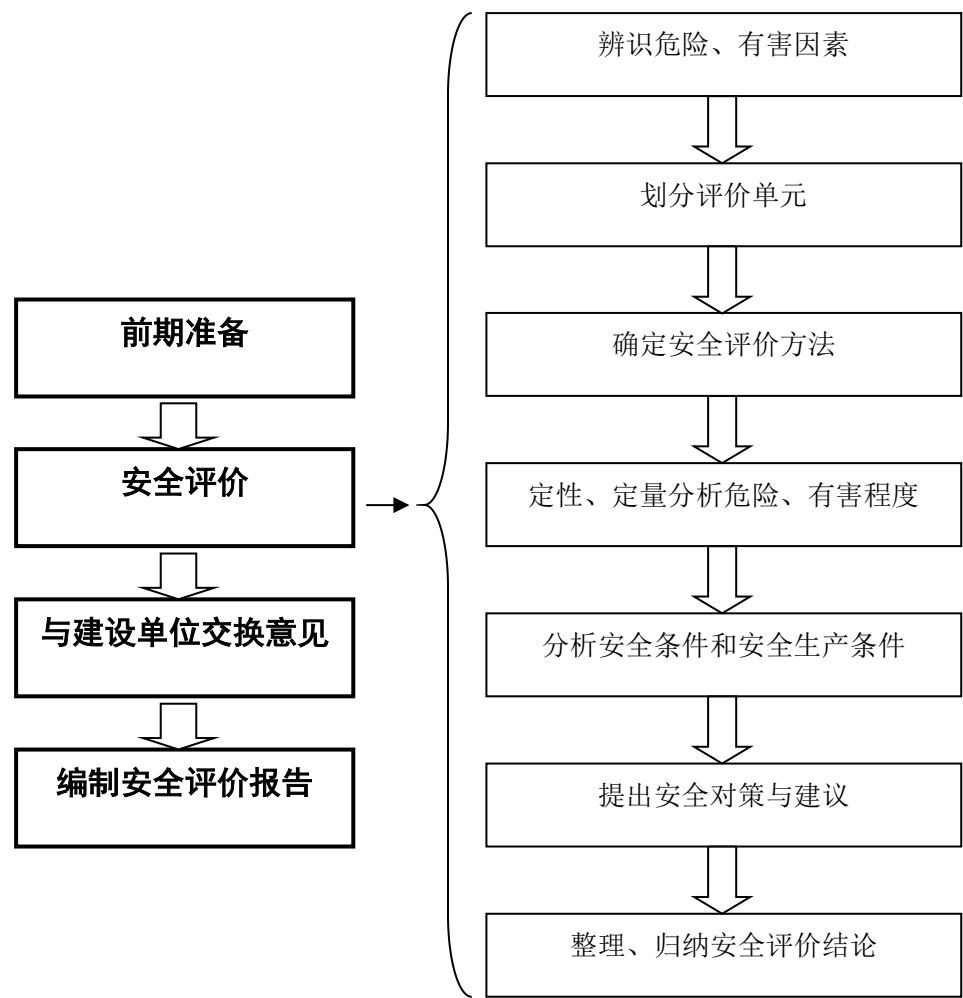 前期准备
安全评价
与建设单位交换意见
编制安全评价报告
辨识危险、有害因素
划分评价单元
确定安全评价方法
定性、定量分析危险、有害程度
分析安全条件和安全生产条件
提出安全对策与建议
整理、归纳安全评价结论